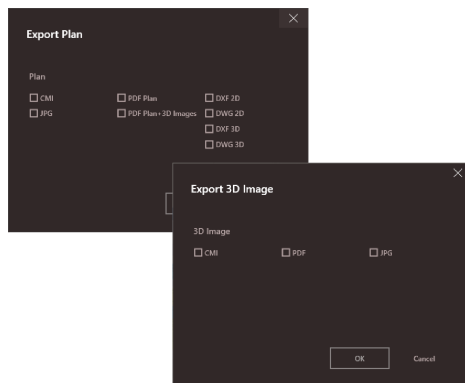 Export Plan
Plan
CMI
PDF Plan
DXF 2D
JPG
PDF Plan+3D Images
DWG 2D
DXF 3D
DWG 3D
Export 3D Image
3D Image
CMI
PDF
JPG
OK
Cancel